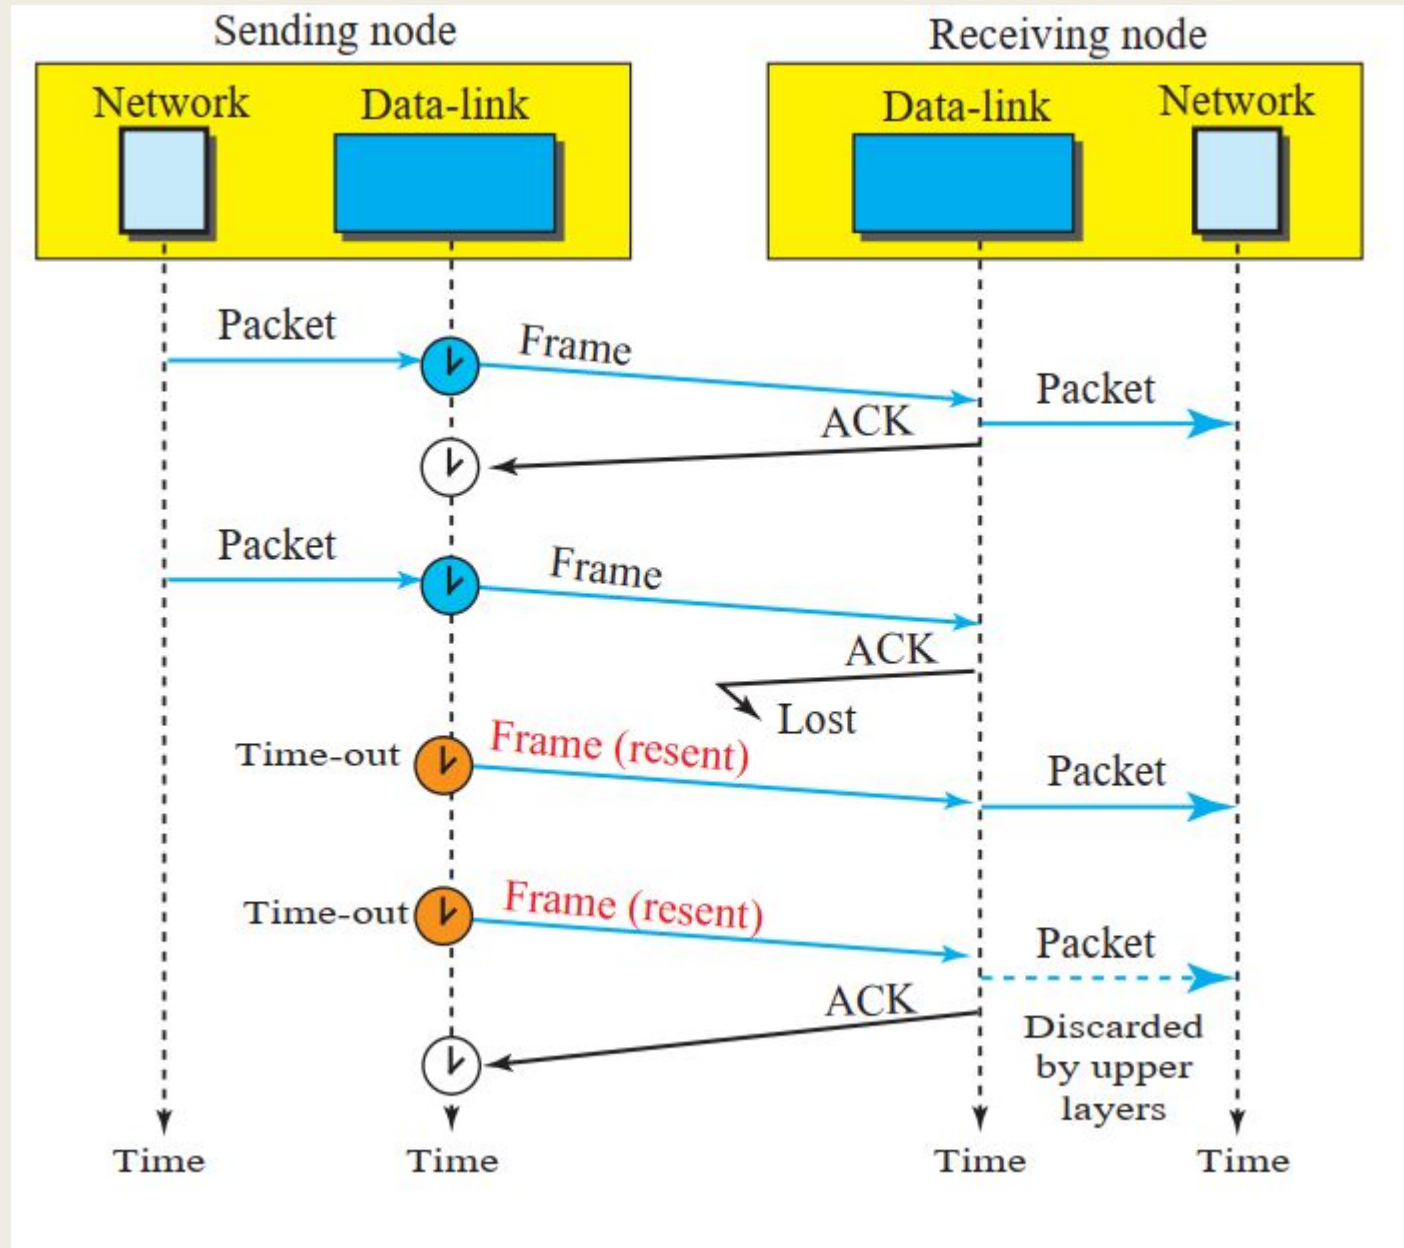 Sending node
Receiving node
Network
Data-link
Data-link
Network
Packet
Frame
Packet
ACK
Packet
Frame
ACK
Lost
Time-out
Frame (resent)
Packet
Time-out
Frame (resent)
Packet
ACK
Discarded
by upper
layers
Time
Time
Time
Time